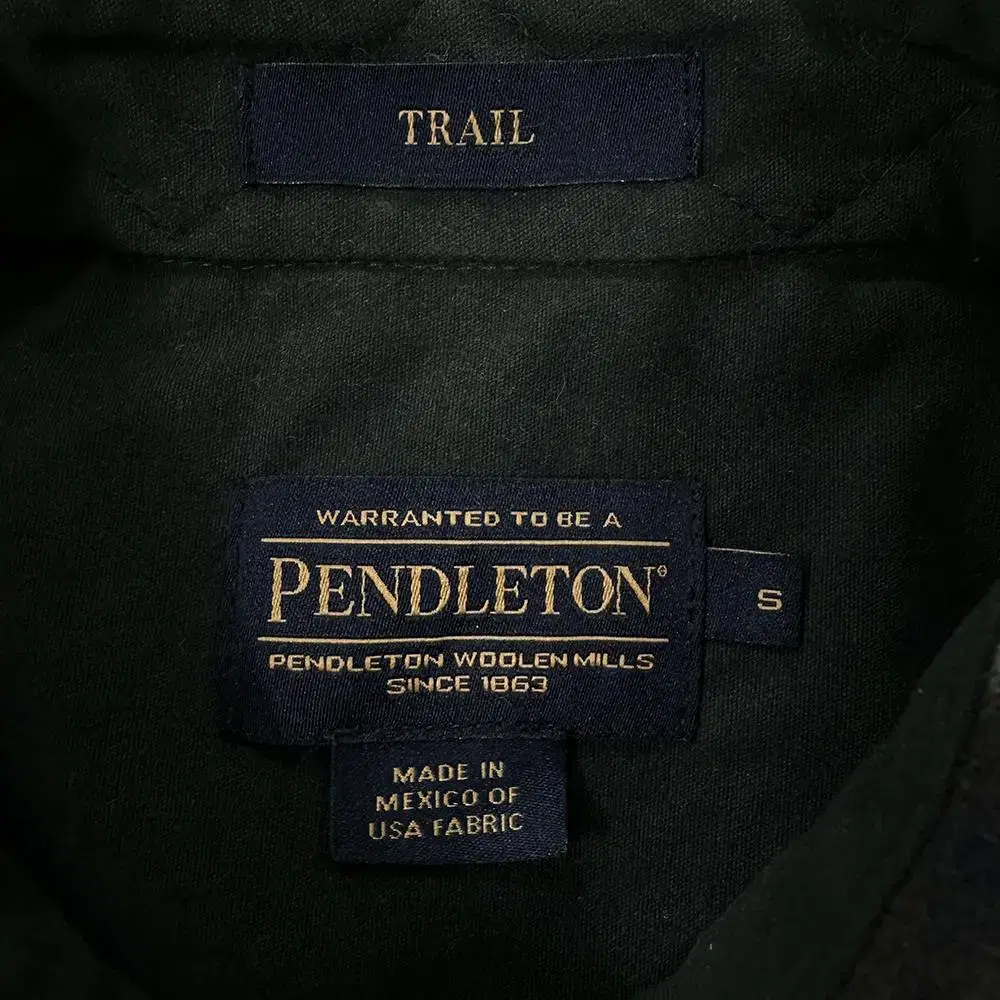 TRAIL
WARRANTED TO BE A
PENDLETON®
S
PENDLETON WOOLEN MILLS
SINCE 1863
MADE IN
MEXICO OF
USA FABRIC